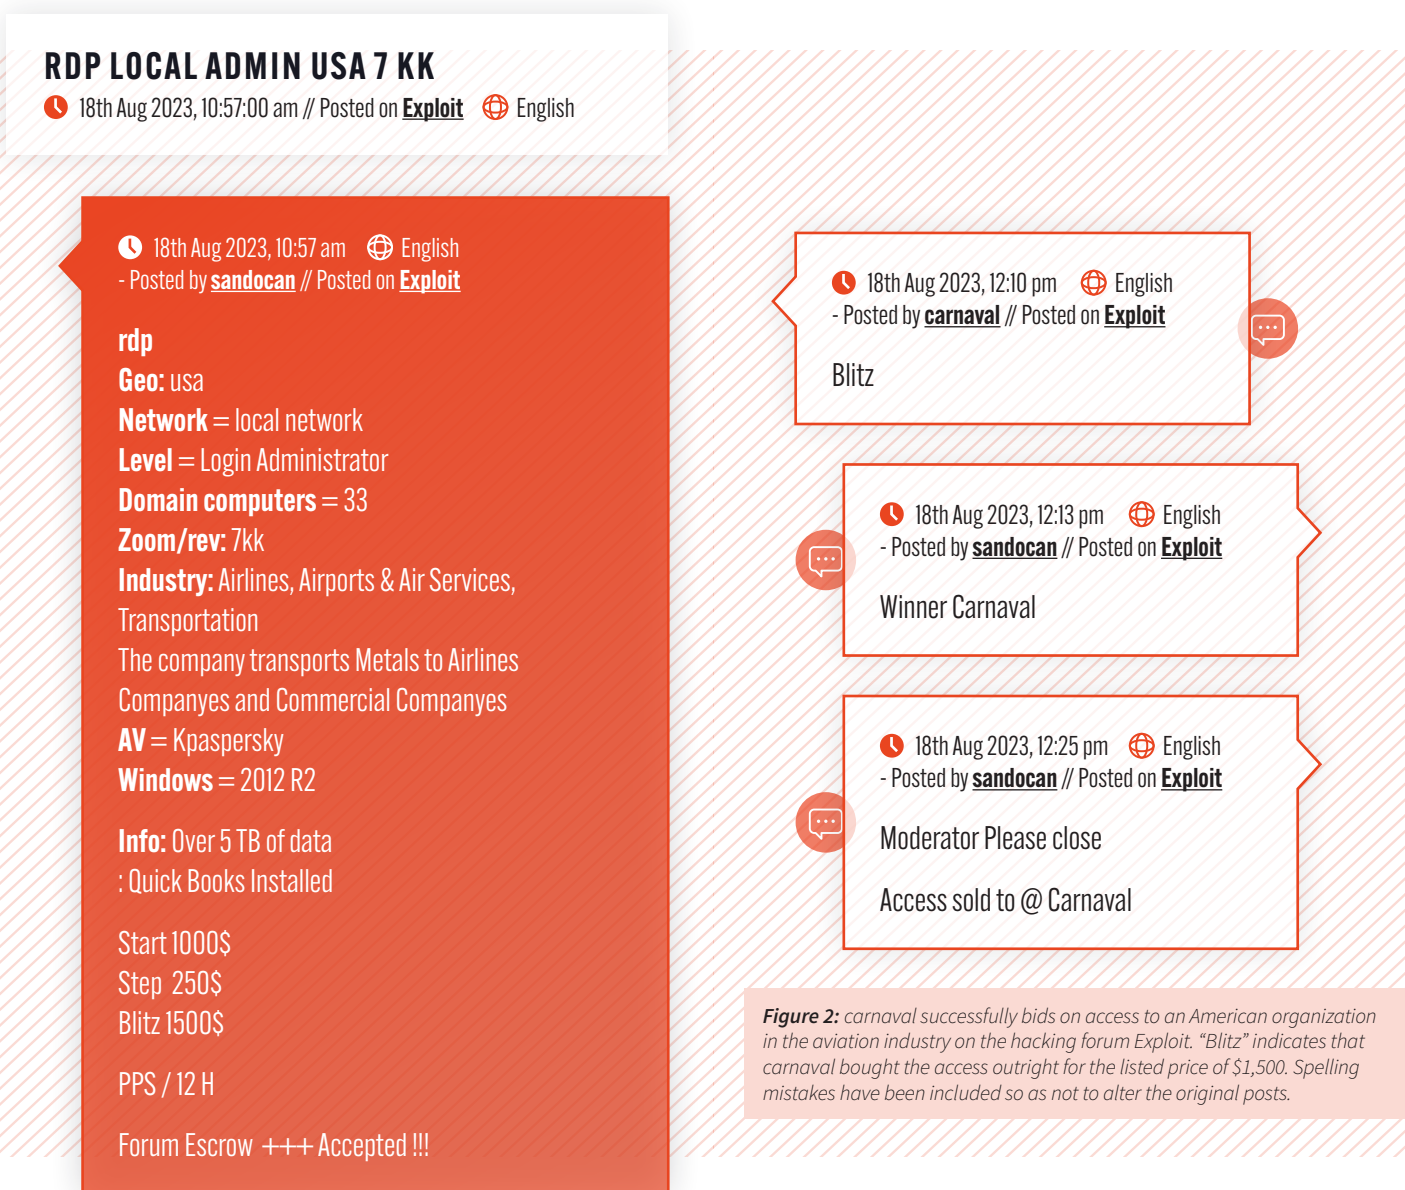 RDP LOCAL ADMIN USA 7 KK
18th Aug 2023, 10:57:00 am // Posted on Exploit English
18th Aug 2023, 10:57 am English
- Posted by sandocan // Posted on Exploit
rdp
Geo: usa
Network = local network
Level = Login Administrator
Domain computers = 33
Zoom/rev: 7kk
Industry: Airlines, Airports & Air Services,
Transportation
The company transports Metals to Airlines
Companyes and Commercial Companyes
AV = Kpaspersky
Windows = 2012 R2
Info: Over 5 TB of data
: Quick Books Installed
Start 1000$
Step 250$
Blitz 1500$
PPS / 12 H
Forum Escrow +++ Accepted !!!
18th Aug 2023, 12:10 pm English
- Posted by carnaval // Posted on Exploit
Blitz
18th Aug 2023, 12:13 pm English
- Posted by sandocan // Posted on Exploit
Winner Carnaval
18th Aug 2023, 12:25 pm English
- Posted by sandocan // Posted on Exploit
Moderator Please close
Access sold to @ Carnaval
Figure 2: carnaval successfully bids on access to an American organization
in the aviation industry on the hacking forum Exploit. “Blitz” indicates that
carnaval bought the access outright for the listed price of $1,500. Spelling
mistakes have been included so as not to alter the original posts.